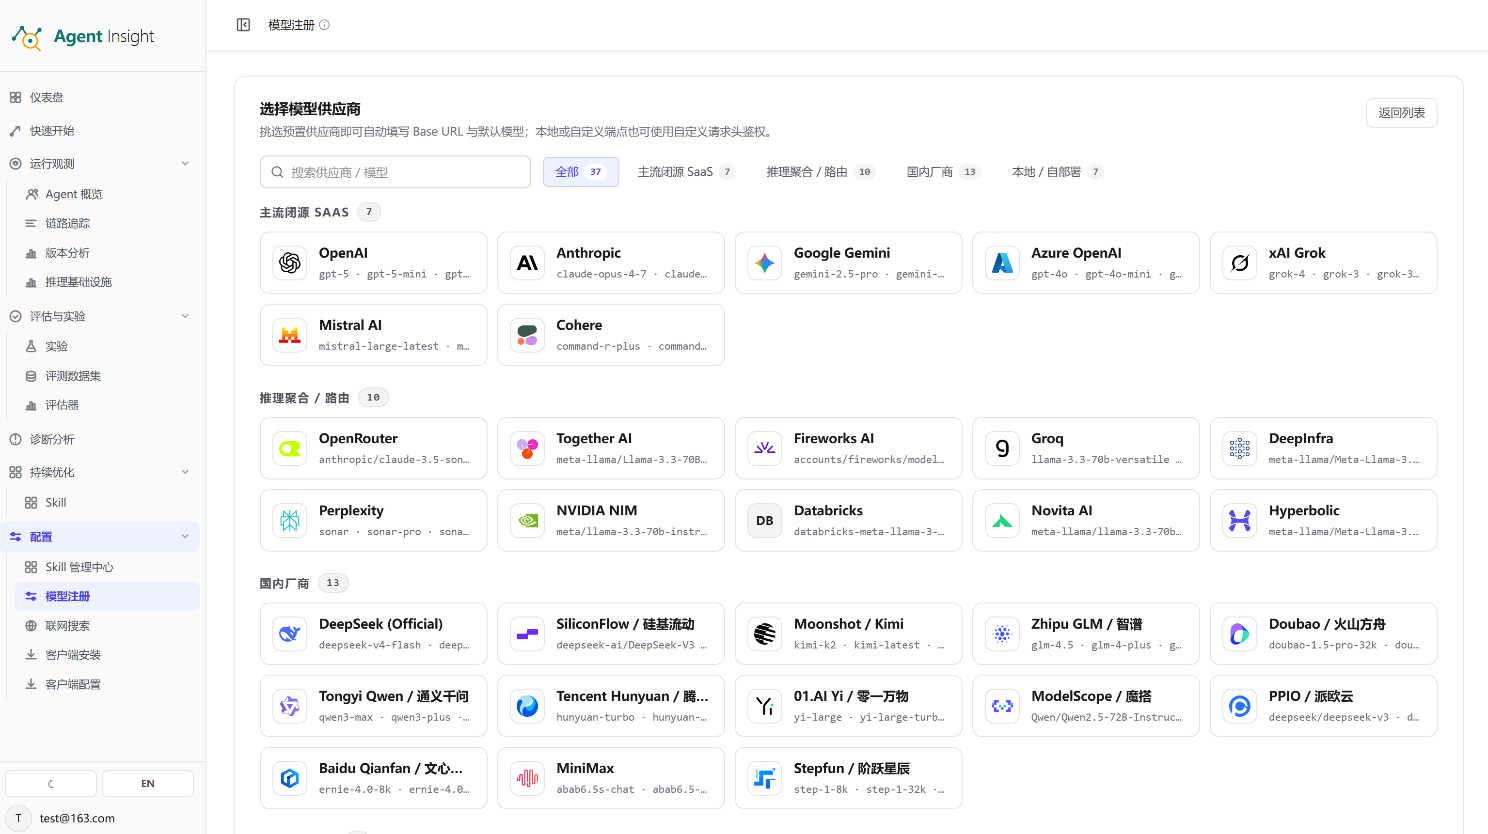 Agent Insight
模型注册
仪表盘
快速开始
运行观测
Agent 概览
链路追踪
版本分析
推理基础设施
评估与实验
实验
评测数据集
评估器
诊断分析
持续优化
Skill
配置
Skill 管理中心
模型注册
联网搜索
客户端安装
客户端配置
EN
T
test@163.com
选择模型供应商
挑选预置供应商即可自动填写 Base URL 与默认模型；本地或自定义端点也可使用自定义请求头鉴权。
返回列表
搜索供应商 / 模型
全部 37
主流闭源 SaaS 7
推理聚合 / 路由 10
国内厂商 13
本地 / 自部署 7
主流闭源 SAAS 7
OpenAI
gpt-5 · gpt-5-mini · gpt…
Anthropic
claude-opus-4-7 · claude…
Google Gemini
gemini-2.5-pro · gemini-…
Azure OpenAI
gpt-4o · gpt-4o-mini · g…
xAI Grok
grok-4 · grok-3 · grok-3…
Mistral AI
mistral-large-latest · m…
Cohere
command-r-plus · command…
推理聚合 / 路由 10
OpenRouter
anthropic/claude-3.5-son…
Together AI
meta-llama/Llama-3.3-70B…
Fireworks AI
accounts/fireworks/model…
Groq
llama-3.3-70b-versatile …
DeepInfra
meta-llama/Meta-Llama-3.…
Perplexity
sonar · sonar-pro · sona…
NVIDIA NIM
meta/llama-3.3-70b-instr…
DB
Databricks
databricks-meta-llama-3-…
Novita AI
meta-llama/llama-3.3-70b…
Hyperbolic
meta-llama/Meta-Llama-3.…
国内厂商 13
DeepSeek (Official)
deepseek-v4-flash · deep…
SiliconFlow / 硅基流动
deepseek-ai/DeepSeek-V3 …
Moonshot / Kimi
kimi-k2 · kimi-latest · …
Zhipu GLM / 智谱
glm-4.5 · glm-4-plus · g…
Doubao / 火山方舟
doubao-1.5-pro-32k · dou…
Tongyi Qwen / 通义千问
qwen3-max · qwen3-plus ·…
Tencent Hunyuan / 腾…
hunyuan-turbo · hunyuan-…
01.AI Yi / 零一万物
yi-large · yi-large-turb…
ModelScope / 魔搭
Qwen/Qwen2.5-72B-Instruc…
PPIO / 派欧云
deepseek/deepseek-v3 · d…
Baidu Qianfan / 文心…
ernie-4.0-8k · ernie-4.0…
MiniMax
abab6.5s-chat · abab6.5-…
Stepfun / 阶跃星辰
step-1-8k · step-1-32k ·…